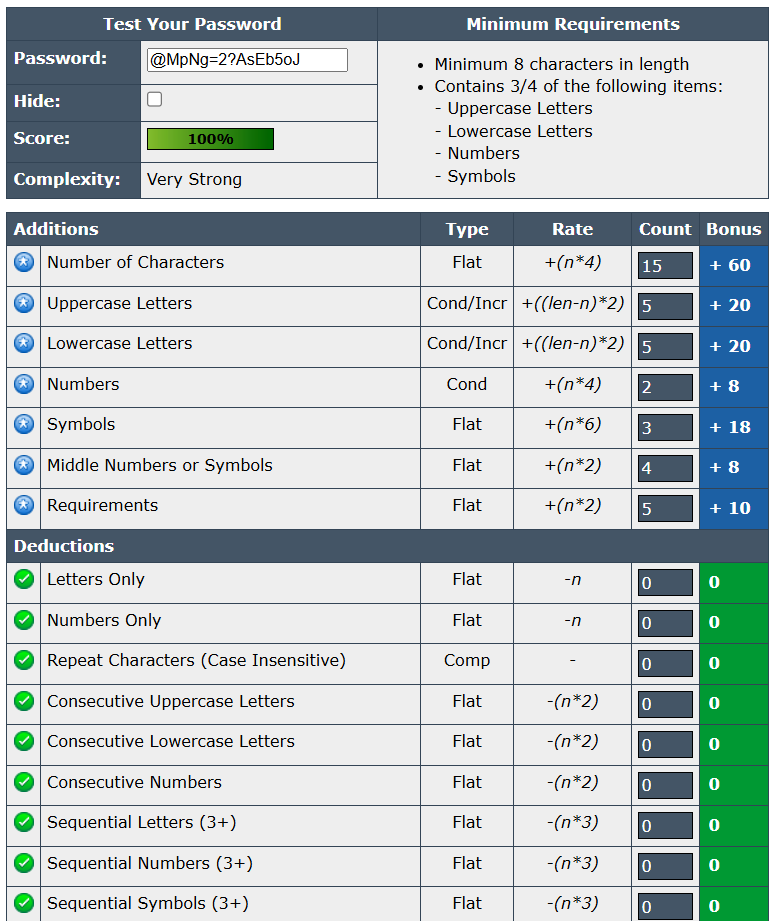 Test Your Password Minimum Requirements
Password: @MpNg=2?AsEb5oJ
Hide:
Score: 100%
Complexity: Very Strong
• Minimum 8 characters in length
• Contains 3/4 of the following items:
- Uppercase Letters
- Lowercase Letters
- Numbers
- Symbols
Additions Type Rate Count Bonus
Number of Characters Flat +(n*4) 15 + 60
Uppercase Letters Cond/Incr +((len-n)*2) 5 + 20
Lowercase Letters Cond/Incr +((len-n)*2) 5 + 20
Numbers Cond +(n*4) 2 + 8
Symbols Flat +(n*6) 3 + 18
Middle Numbers or Symbols Flat +(n*2) 4 + 8
Requirements Flat +(n*2) 5 + 10
Deductions
Letters Only Flat -n 0 0
Numbers Only Flat -n 0 0
Repeat Characters (Case Insensitive) Comp - 0 0
Consecutive Uppercase Letters Flat -(n*2) 0 0
Consecutive Lowercase Letters Flat -(n*2) 0 0
Consecutive Numbers Flat -(n*2) 0 0
Sequential Letters (3+) Flat -(n*3) 0 0
Sequential Numbers (3+) Flat -(n*3) 0 0
Sequential Symbols (3+) Flat -(n*3) 0 0